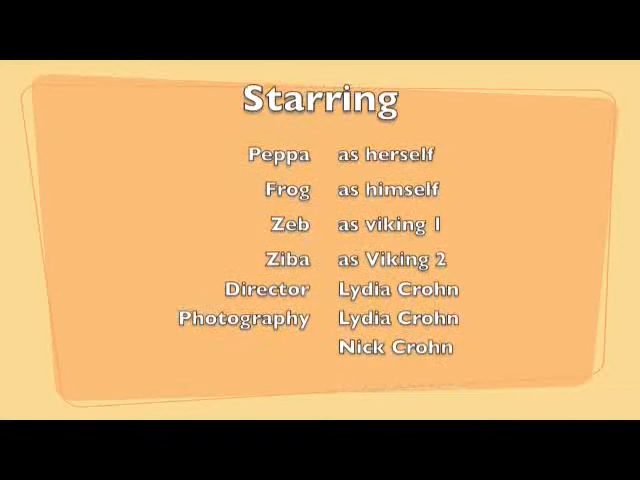 Starring
Peppa as herself
Frog as himself
Zeb as viking 1
Ziba as Viking 2
Director Lydia Crohn
Photography Lydia Crohn
Nick Crohn